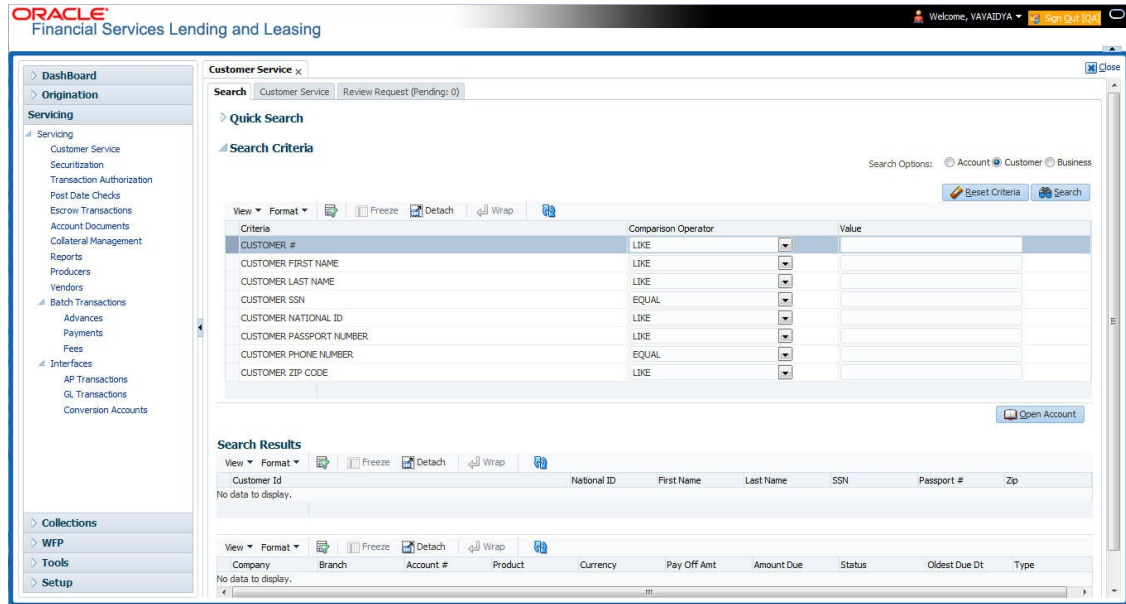 ORACLE
Financial Services Lending and Leasing
Welcome, VAVAIDYA
Sign Out [QA]
Close
DashBoard
Origination
Servicing
Servicing
Customer Service
Securitization
Transaction Authorization
Post Date Checks
Escrow Transactions
Account Documents
Collateral Management
Reports
Producers
Vendors
Batch Transactions
Advances
Payments
Fees
Interfaces
AP Transactions
GL Transactions
Conversion Accounts
Collections
WFP
Tools
Setup
Customer Service x
Search Customer Service Review Request (Pending: 0)
Quick Search
Search Criteria
Search Options: Account Customer Business
Reset Criteria Search
View Format Freeze Detach Wrap
Criteria Comparison Operator Value
CUSTOMER # LIKE
CUSTOMER FIRST NAME LIKE
CUSTOMER LAST NAME LIKE
CUSTOMER SSN EQUAL
CUSTOMER NATIONAL ID LIKE
CUSTOMER PASSPORT NUMBER LIKE
CUSTOMER PHONE NUMBER EQUAL
CUSTOMER ZIP CODE LIKE
Open Account
Search Results
View Format Freeze Detach Wrap
Customer Id National ID First Name Last Name SSN Passport # Zip
No data to display.
View Format Freeze Detach Wrap
Company Branch Account # Product Currency Pay Off Amt Amount Due Status Oldest Due Dt Type
No data to display.